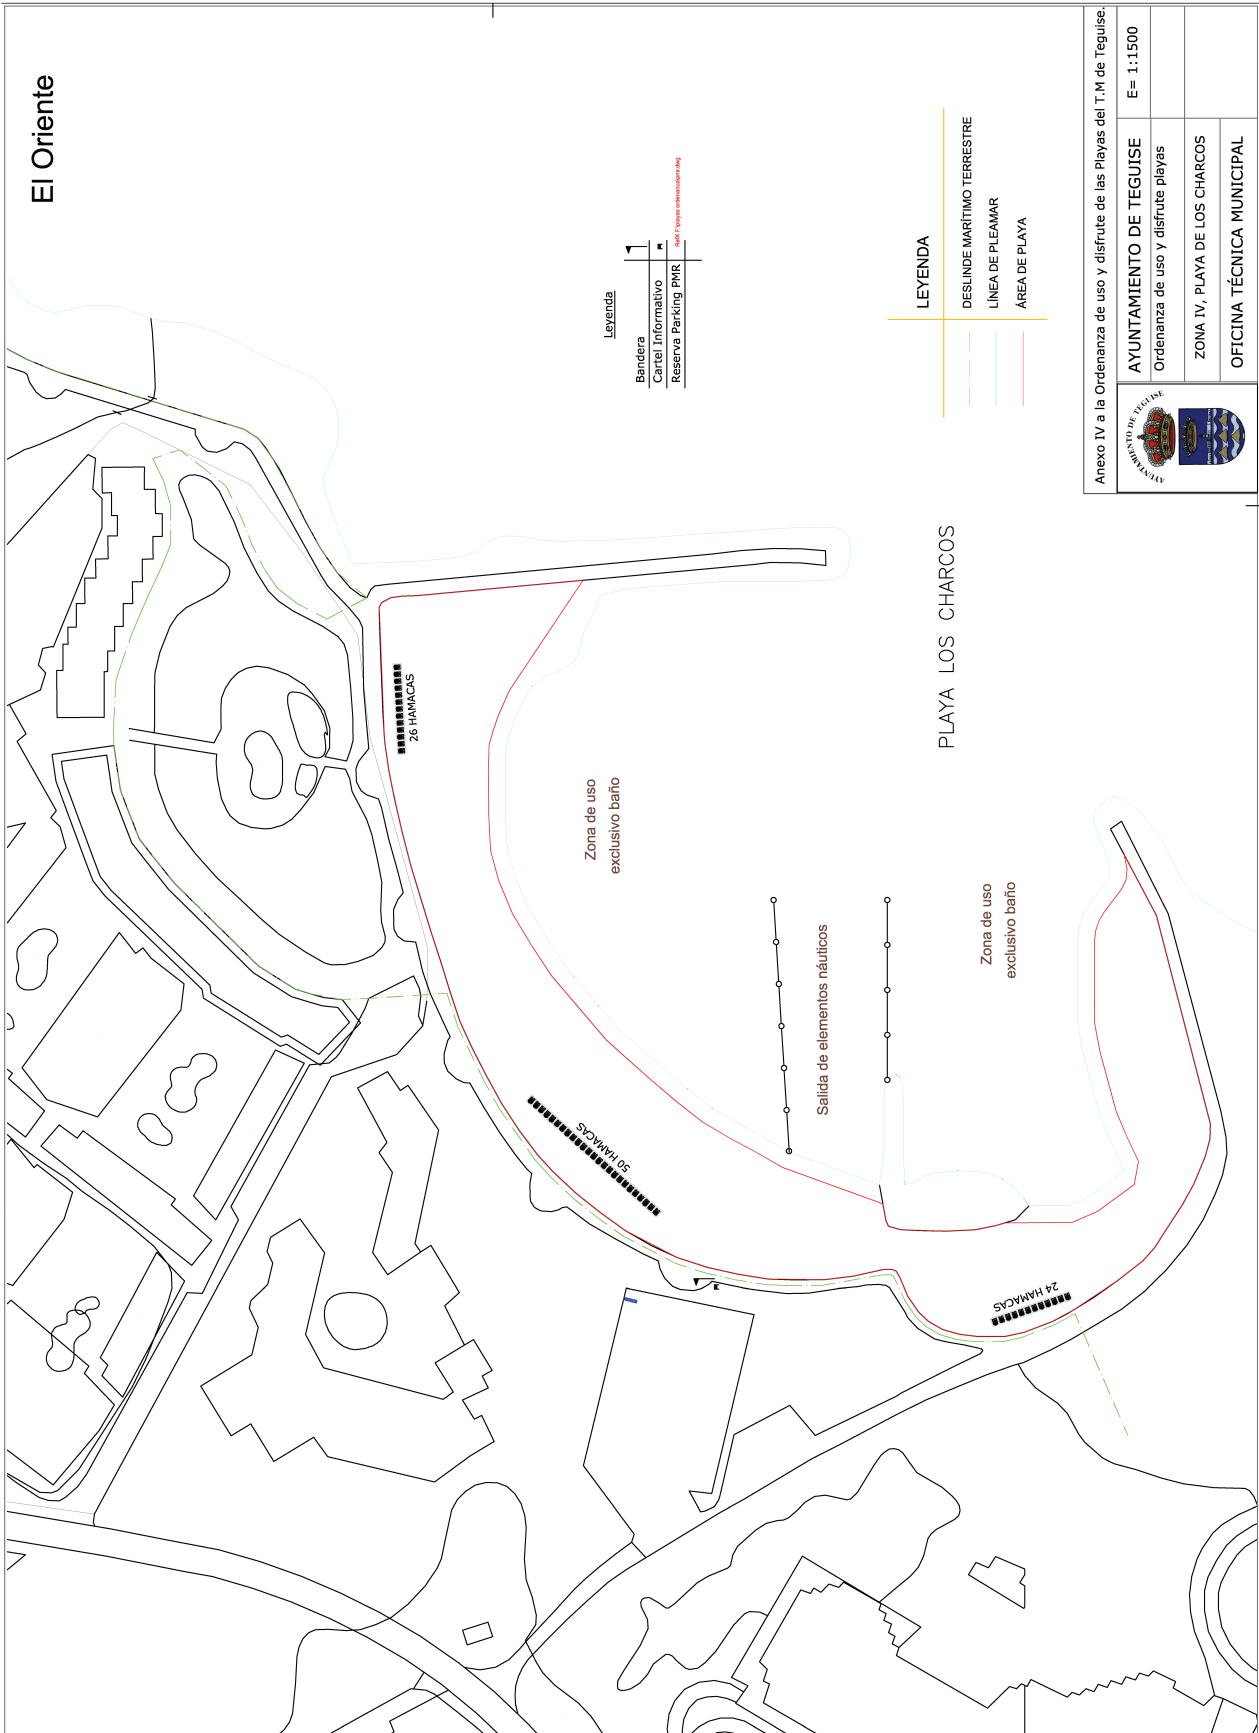 El Oriente
Leyenda
Bandera
Cartel Informativo
Reserva Parking PMR
LEYENDA
DESLINDE MARÍTIMO TERRESTRE
LÍNEA DE PLEAMAR
ÁREA DE PLAYA
26 HAMACAS
Zona de uso
exclusivo baño
PLAYA LOS CHARCOS
Salida de elementos náuticos
Zona de uso
exclusivo baño
50 HAMACAS
24 HAMACAS
Anexo IV a la Ordenanza de uso y disfrute de las Playas del T.M de Teguise.
AYUNTAMIENTO DE TEGUISE
E= 1:1500
Ordenanza de uso y disfrute playas
ZONA IV, PLAYA DE LOS CHARCOS
OFICINA TÉCNICA MUNICIPAL
AYUNTAMIENTO DE TEGUISE